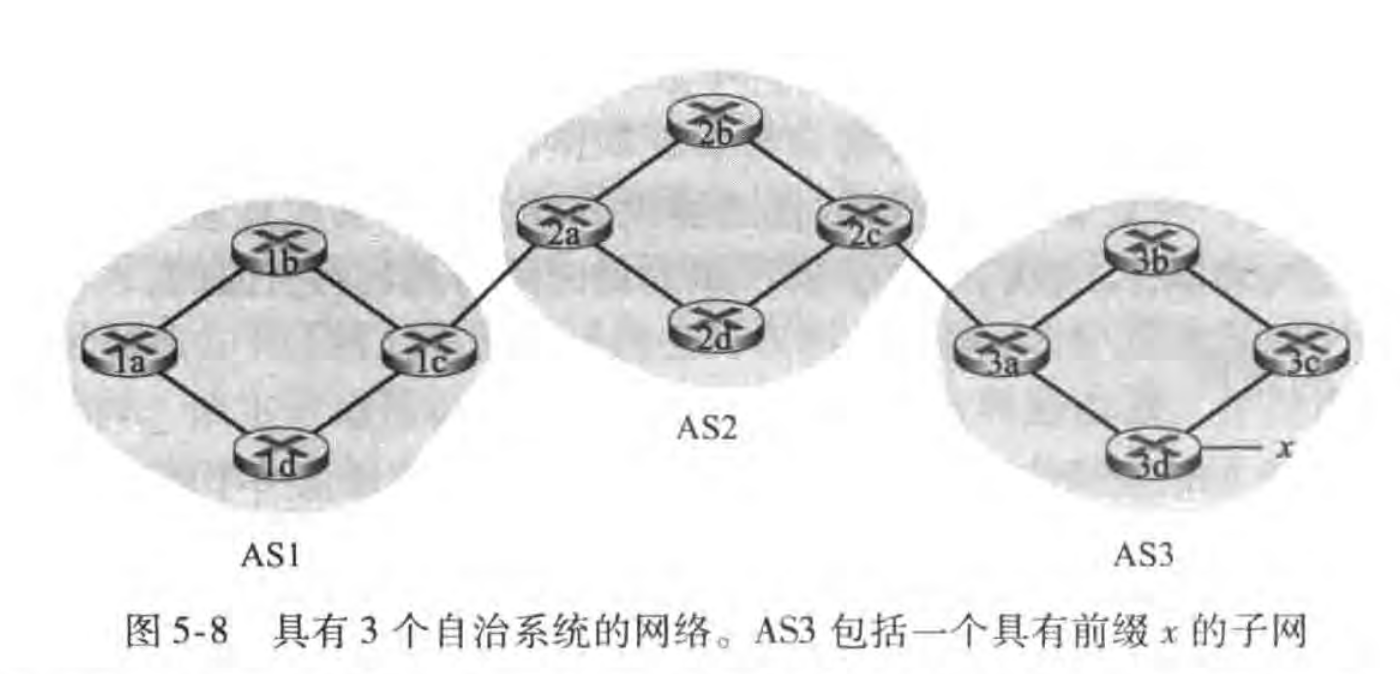 2b
2a
2c
1b
3b
2d
1a
1c
3a
3c
AS2
1d
3d
x
AS1
AS3
图 5-8 具有 3 个自治系统的网络。AS3 包括一个具有前缀 x 的子网